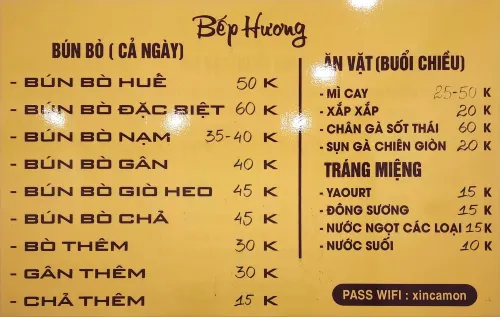 Bếp Hương
BÚN BÒ ( CẢ NGÀY)
- BÚN BÒ HUẾ 50 K
- BÚN BÒ ĐẶC BIỆT 60 K
- BÚN BÒ NẠM 35-40 K
- BÚN BÒ GÂN 40 K
- BÚN BÒ GIÒ HEO 45 K
- BÚN BÒ CHẢ 45 K
- BÒ THÊM 30 K
- GÂN THÊM 30 K
- CHẢ THÊM 15 K
ĂN VẶT (BUỔI CHIỀU)
- MÌ CAY 25-50 K
- XẮP XẮP 20 K
- CHÂN GÀ SỐT THÁI 60 K
- SỤN GÀ CHIÊN GIÒN 20 K
TRÁNG MIỆNG
- YAOURT 15 K
- ĐÔNG SƯƠNG 15 K
- NƯỚC NGỌT CÁC LOẠI 15 K
- NƯỚC SUỐI 10 K
PASS WIFI : xincamon